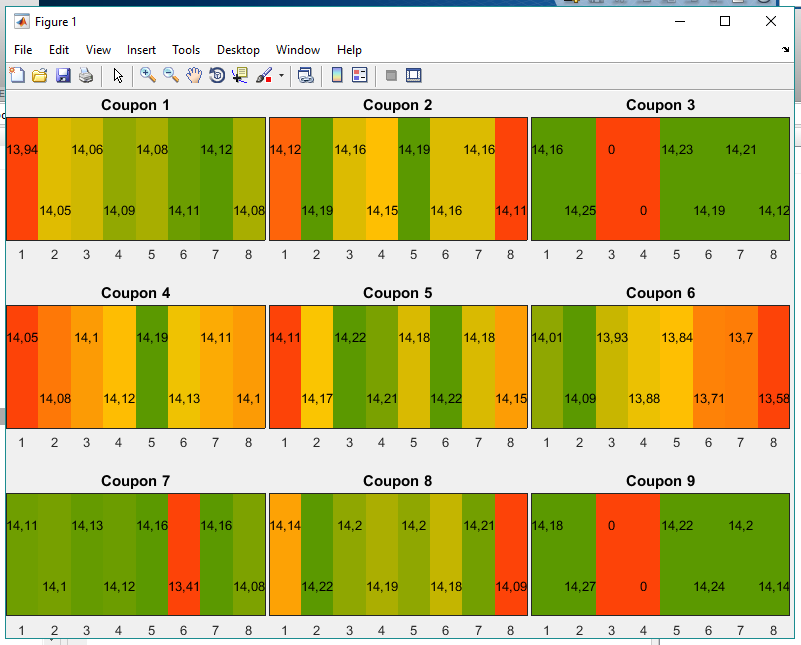 Figure 1
File Edit View Insert Tools Desktop Window Help
Coupon 1 Coupon 2 Coupon 3
13,94 14,06 14,08 14,12 14,12 14,16 14,19 14,16 14,16 0 14,23 14,21
14,05 14,09 14,11 14,08 14,19 14,15 14,16 14,11 14,25 0 14,19 14,12
1 2 3 4 5 6 7 8 1 2 3 4 5 6 7 8 1 2 3 4 5 6 7 8
Coupon 4 Coupon 5 Coupon 6
14,05 14,1 14,19 14,11 14,11 14,22 14,18 14,18 14,01 13,93 13,84 13,7
14,08 14,12 14,13 14,1 14,17 14,21 14,22 14,15 14,09 13,88 13,71 13,58
1 2 3 4 5 6 7 8 1 2 3 4 5 6 7 8 1 2 3 4 5 6 7 8
Coupon 7 Coupon 8 Coupon 9
14,11 14,13 14,16 14,16 14,14 14,2 14,2 14,21 14,18 0 14,22 14,2
14,1 14,12 13,41 14,08 14,22 14,19 14,18 14,09 14,27 0 14,24 14,14
1 2 3 4 5 6 7 8 1 2 3 4 5 6 7 8 1 2 3 4 5 6 7 8